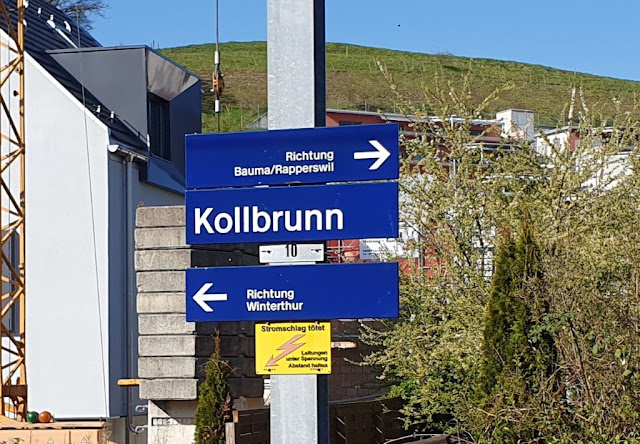 Richtung
Bauma/Rapperswil
Kollbrunn
10
Richtung
Winterthur
Stromschlag tötet
Leitungen
unter Spannung
Abstand halten